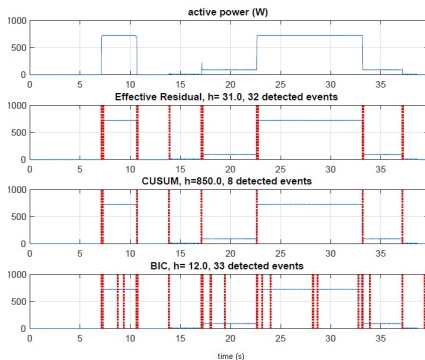 active power (W)
1000
500
0
0 5 10 15 20 25 30 35
Effective Residual, h= 31.0, 32 detected events
1000
500
0
0 5 10 15 20 25 30 35
CUSUM, h=850.0, 8 detected events
1000
500
0
0 5 10 15 20 25 30 35
BIC, h= 12.0, 33 detected events
1000
500
0
0 5 10 15 20 25 30 35
time (s)